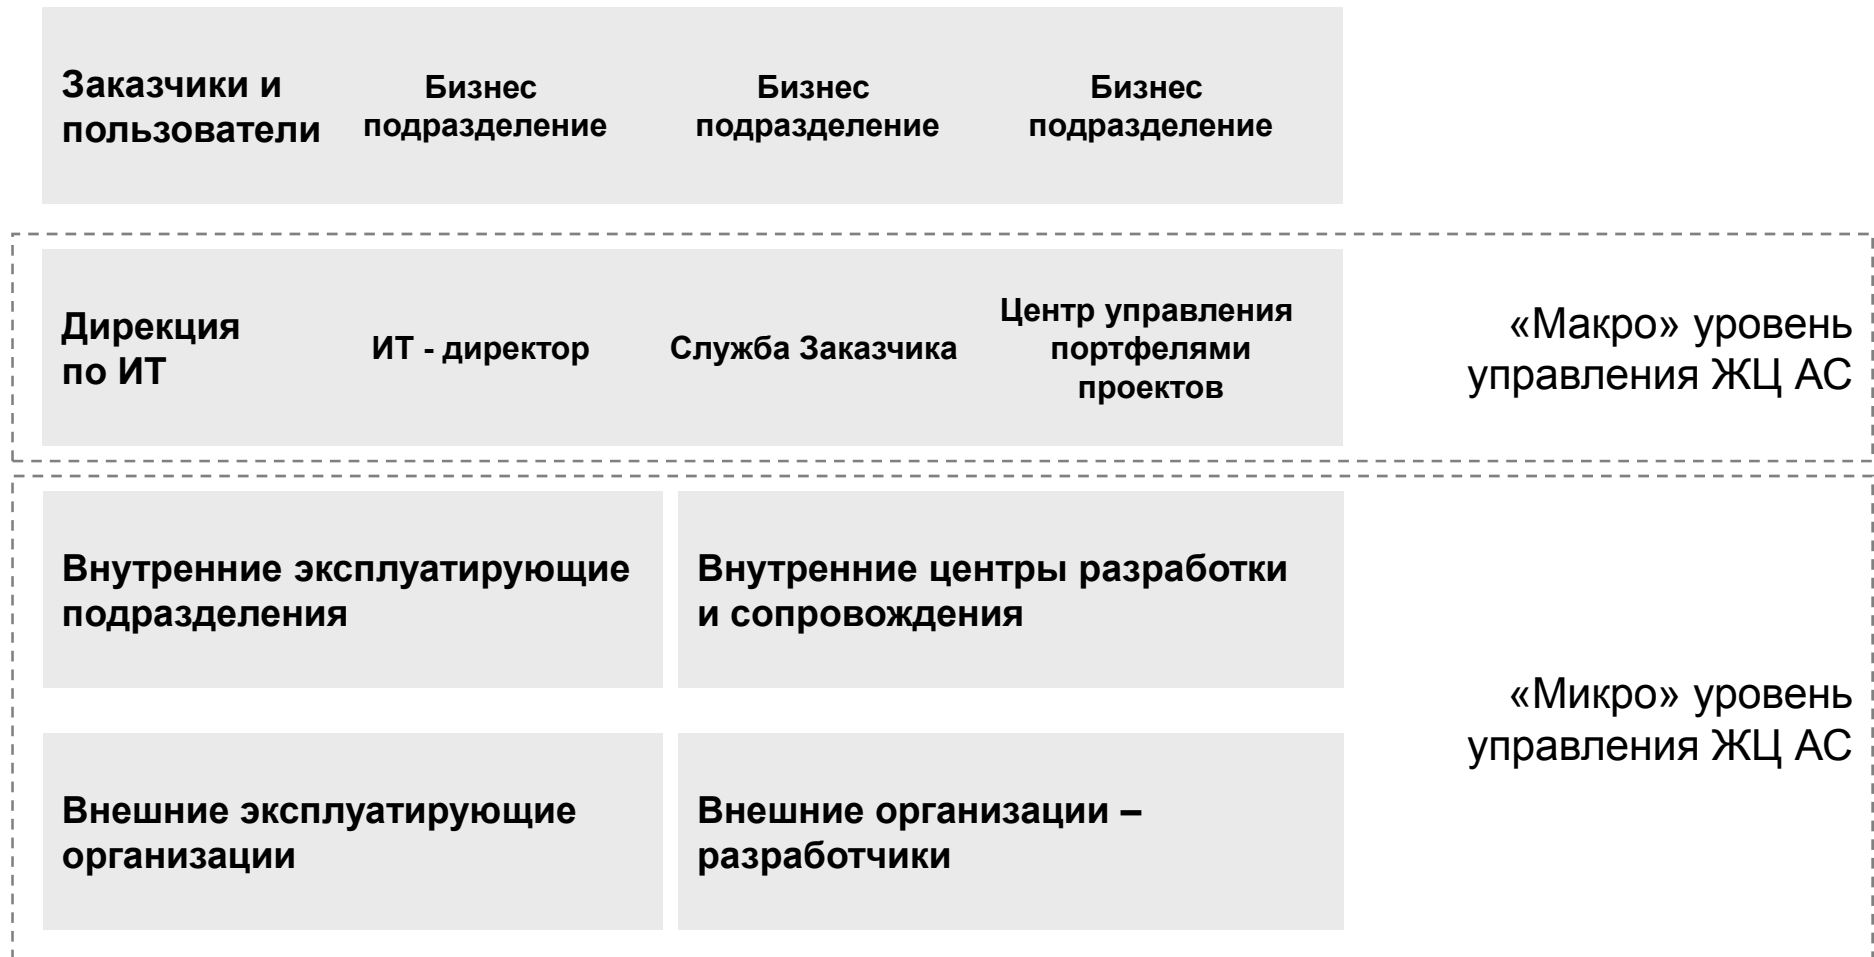 Заказчики и
пользователи
Бизнес
подразделение
Бизнес
подразделение
Бизнес
подразделение
Дирекция
по ИТ
ИТ - директор
Служба Заказчика
Центр управления
портфелями
проектов
«Макро» уровень
управления ЖЦ АС
Внутренние эксплуатирующие
подразделения
Внутренние центры разработки
и сопровождения
«Микро» уровень
управления ЖЦ АС
Внешние эксплуатирующие
организации
Внешние организации –
разработчики